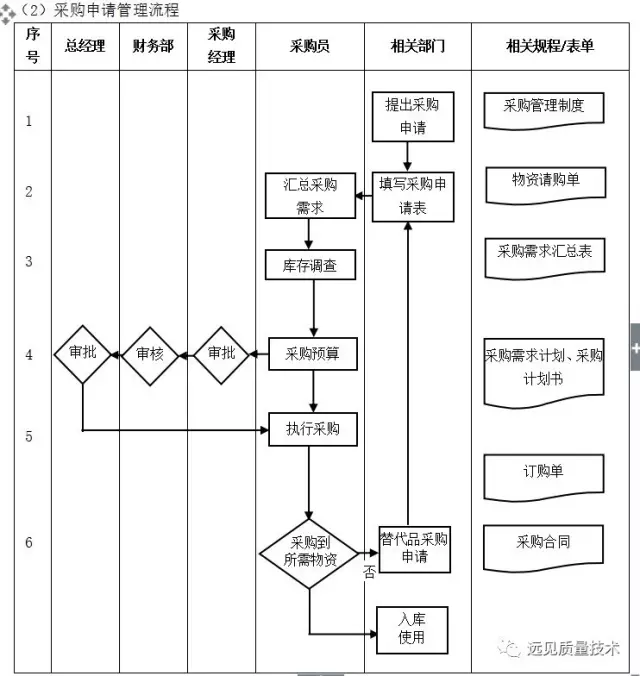 （2）采购申请管理流程
序
号
总经理
财务部
采购
经理
采购员
相关部门
相关规程/表单
1
提出采购
申请
采购管理制度
2
汇总采购
需求
填写采购申
请表
物资请购单
3
库存调查
采购需求汇总表
4
审批
审核
审批
采购预算
采购需求计划、采购
计划书
5
执行采购
订购单
6
采购到
所需物资
否
替代品采购
申请
采购合同
入库
使用
远见质量技术